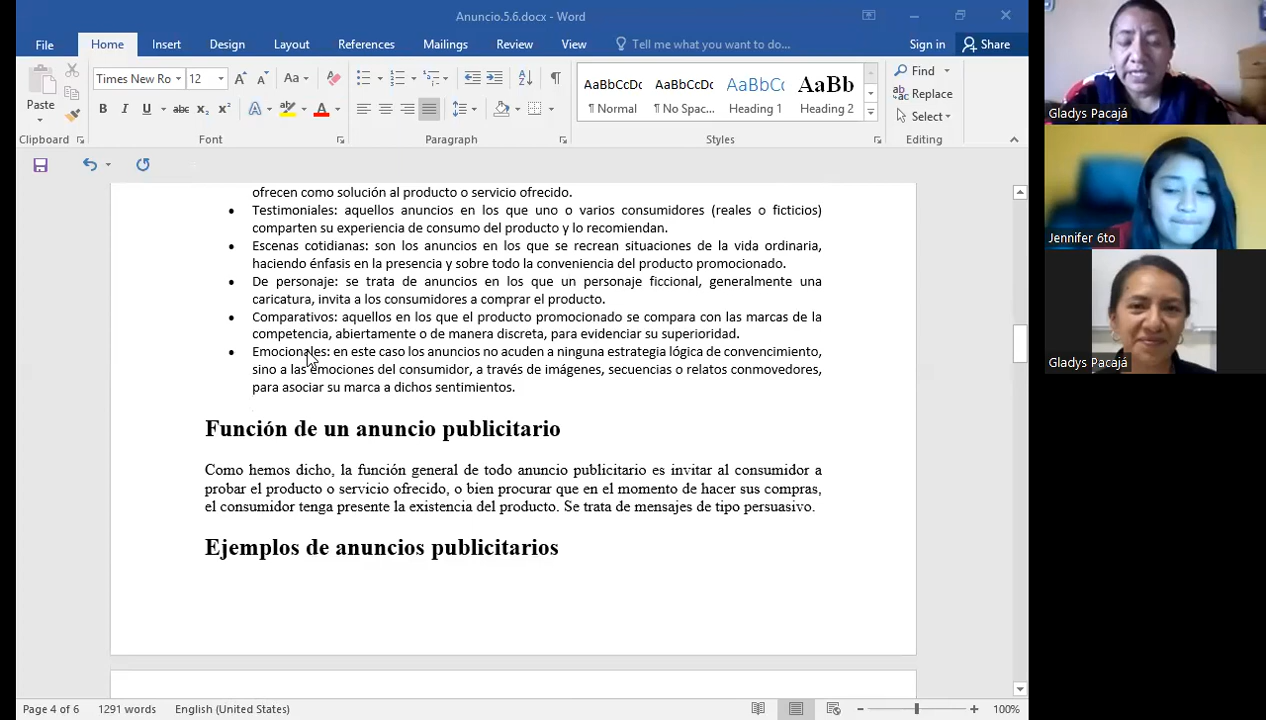 Anuncio.5.6.docx - Word
File Home Insert Design Layout References Mailings Review View Tell me what you want to do... Sign in Share
Paste
Times New Ro 12 Aa
B I U abc X2 X2 A A
Clipboard Font Paragraph
AaBbCcDc AaBbCcDc AaBbC( AaBb
¶ Normal ¶ No Spac... Heading 1 Heading 2
Styles
Find
Replace
Select
Editing
ofrecen como solución al producto o servicio ofrecido.
• Testimoniales: aquellos anuncios en los que uno o varios consumidores (reales o ficticios)
comparten su experiencia de consumo del producto y lo recomiendan.
• Escenas cotidianas: son los anuncios en los que se recrean situaciones de la vida ordinaria,
haciendo énfasis en la presencia y sobre todo la conveniencia del producto promocionado.
• De personaje: se trata de anuncios en los que un personaje ficcional, generalmente una
caricatura, invita a los consumidores a comprar el producto.
• Comparativos: aquellos en los que el producto promocionado se compara con las marcas de la
competencia, abiertamente o de manera discreta, para evidenciar su superioridad.
• Emocionales: en este caso los anuncios no acuden a ninguna estrategia lógica de convencimiento,
sino a las emociones del consumidor, a través de imágenes, secuencias o relatos conmovedores,
para asociar su marca a dichos sentimientos.
Función de un anuncio publicitario
Como hemos dicho, la función general de todo anuncio publicitario es invitar al consumidor a
probar el producto o servicio ofrecido, o bien procurar que en el momento de hacer sus compras,
el consumidor tenga presente la existencia del producto. Se trata de mensajes de tipo persuasivo.
Ejemplos de anuncios publicitarios
Page 4 of 6 1291 words English (United States) 100%
Gladys Pacajá
Jennifer 6to
Gladys Pacajá